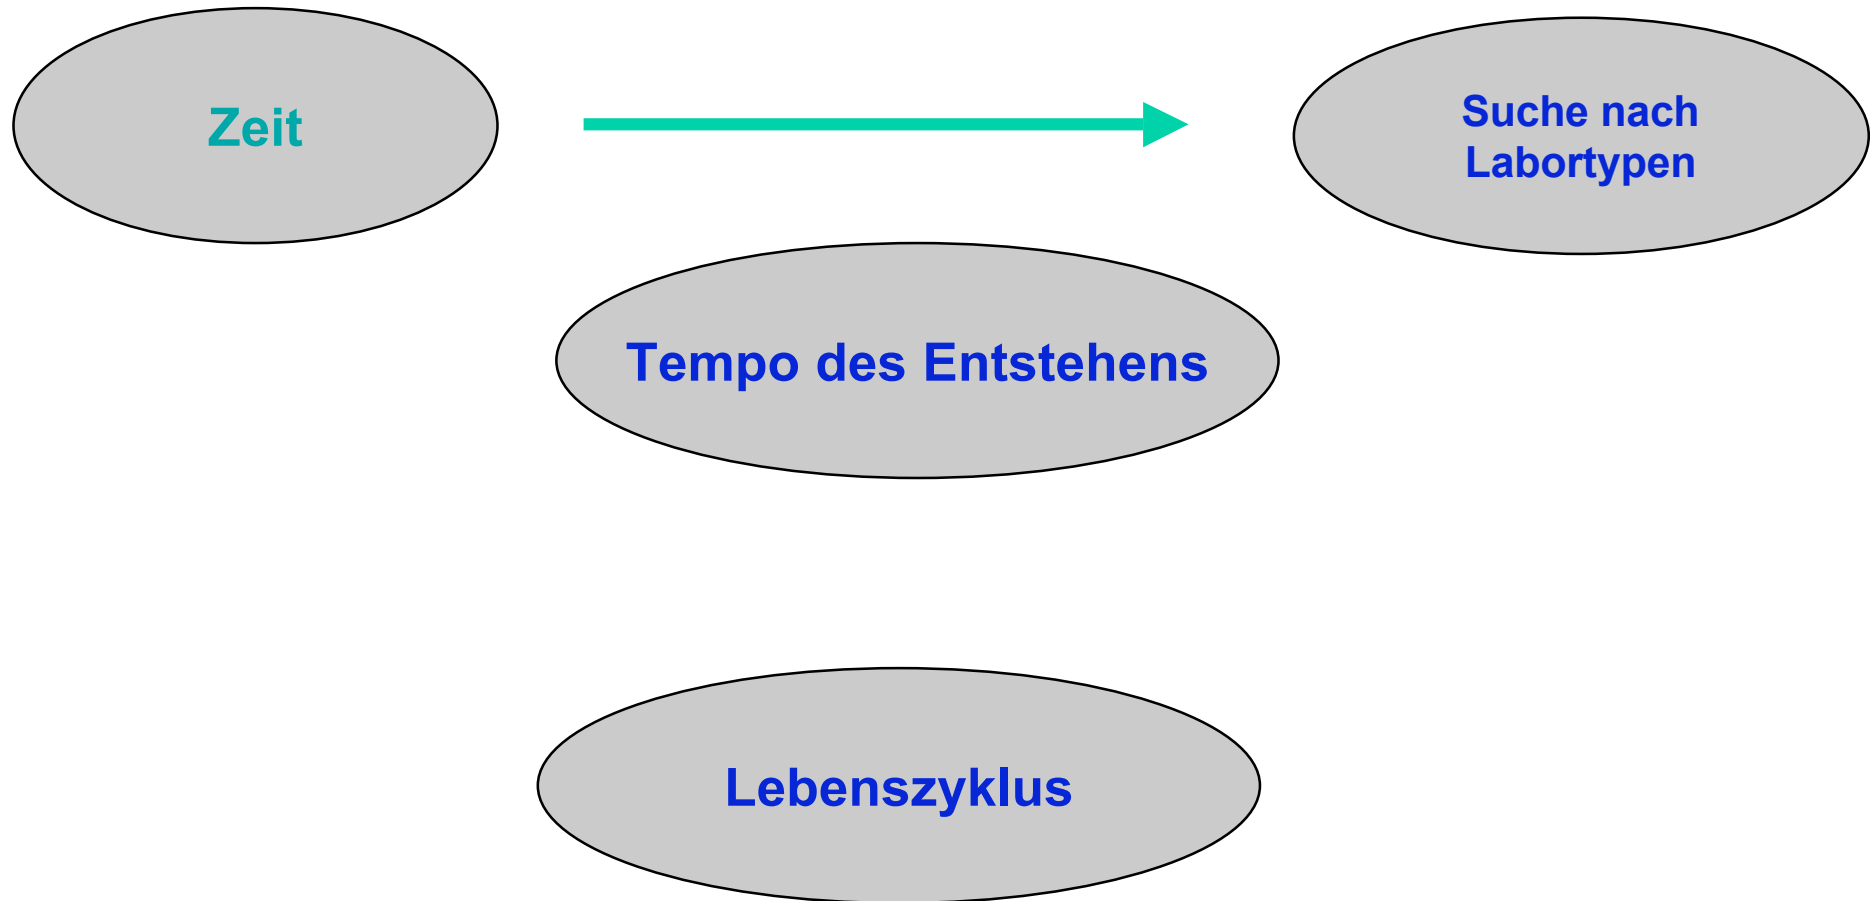 Zeit
Suche nach
Labortypen
Tempo des Entstehens
Lebenszyklus